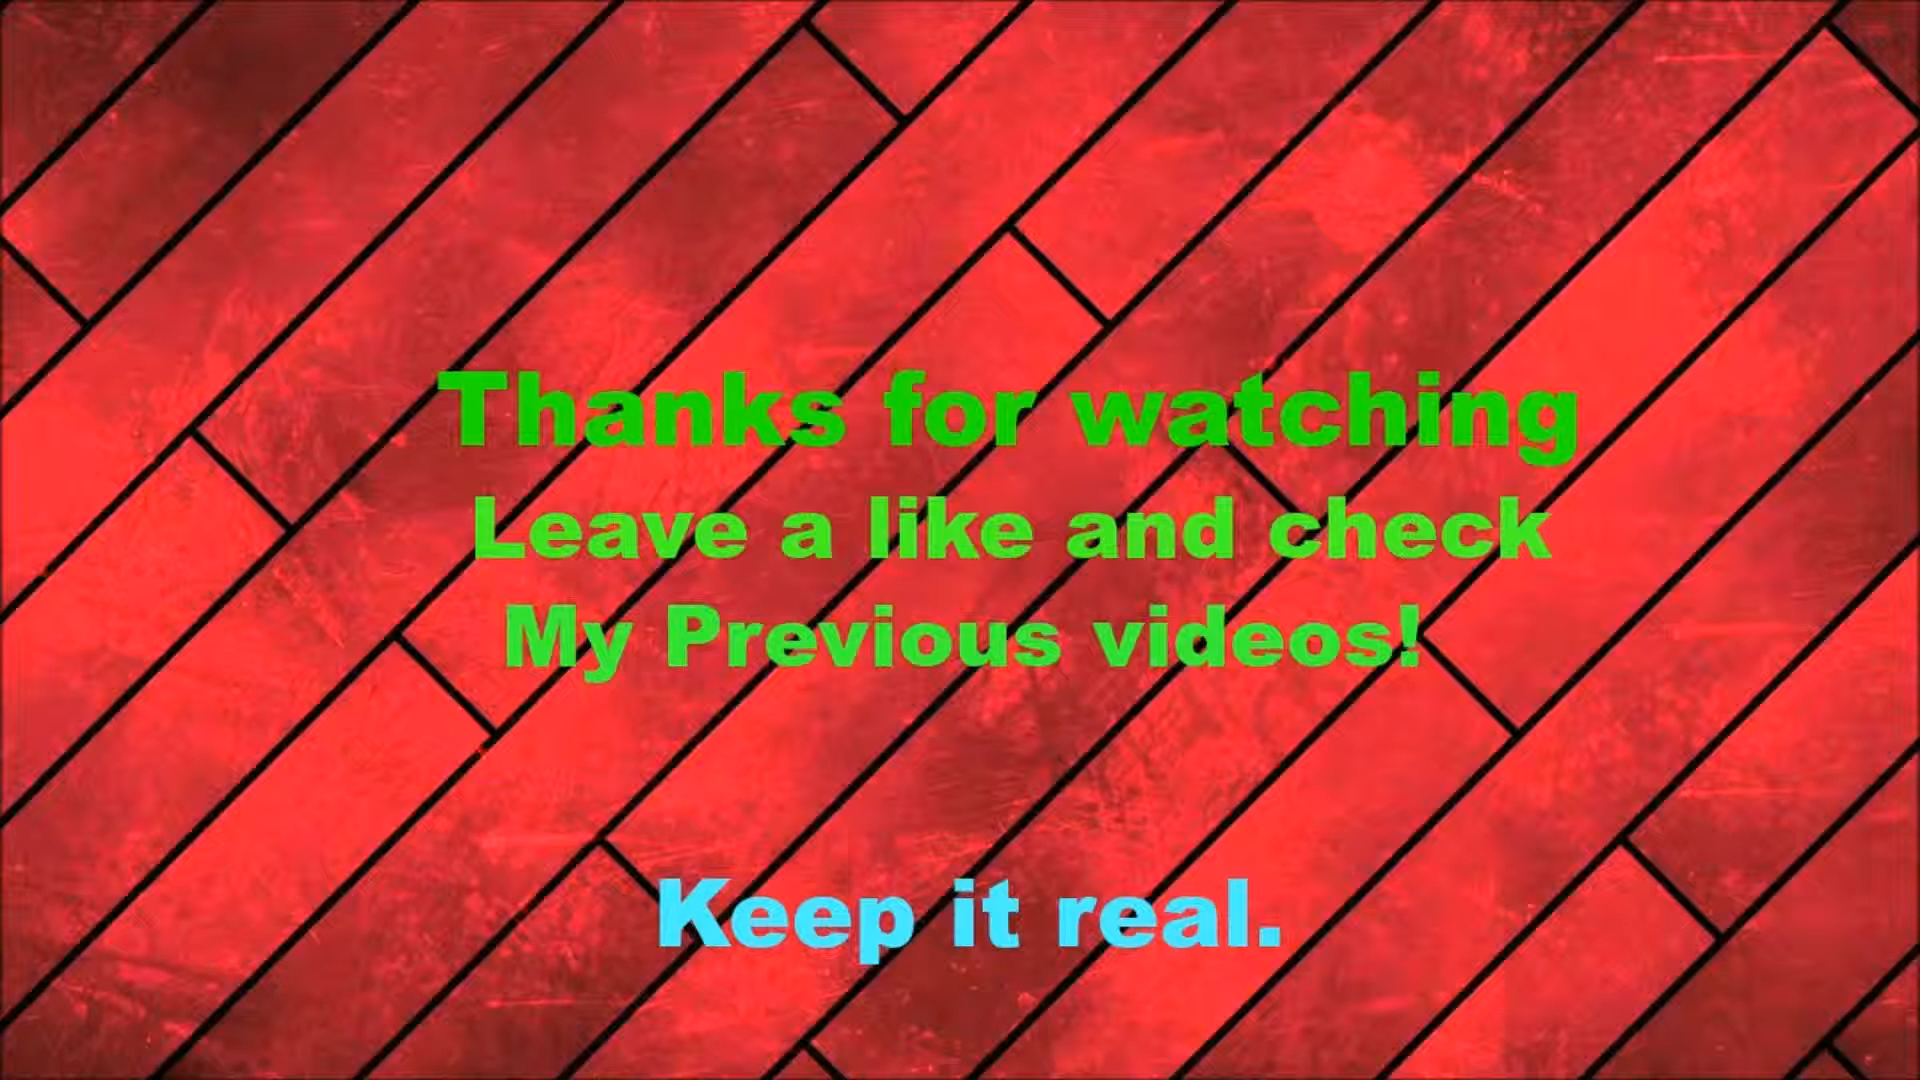 Thanks for watching
Leave a like and check
My Previous videos!
Keep it real.